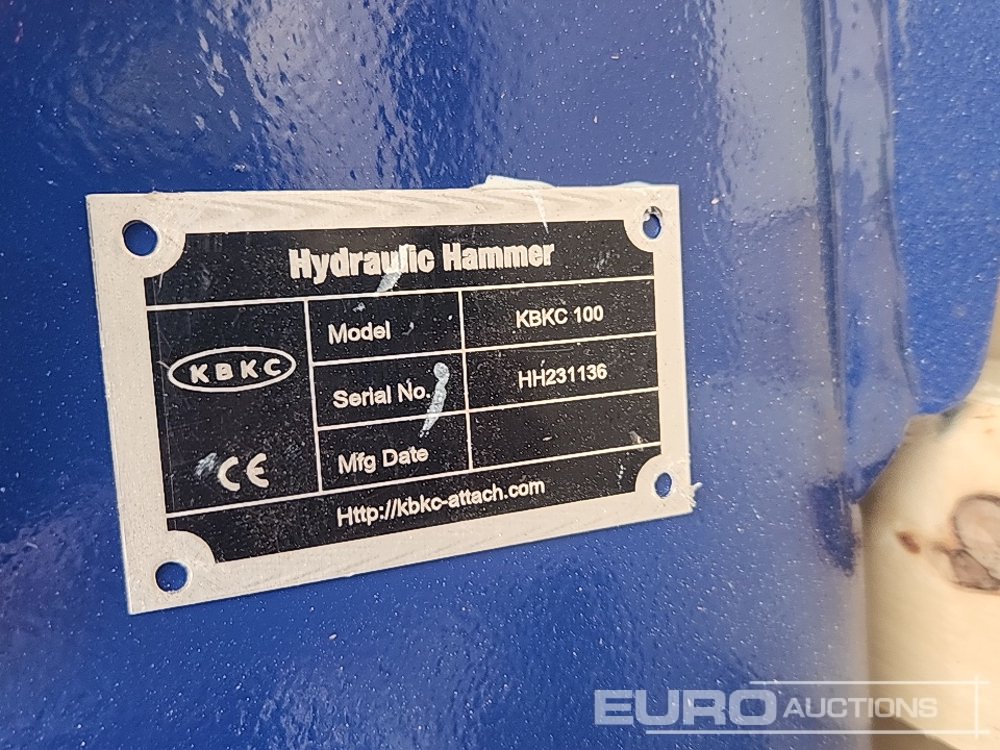 Hydraulic Hammer
KBKC
Model KBKC 100
Serial No. HH231136
Mfg Date
CE
Http://kbkc-attach.com
EURO AUCTIONS